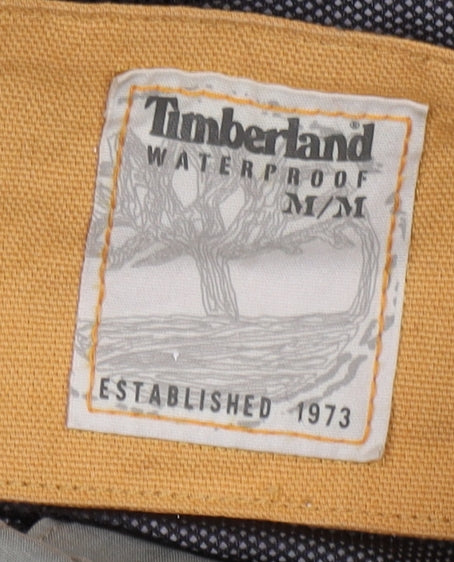 Timberland®
WATERPROOF
M/M
ESTABLISHED 1973